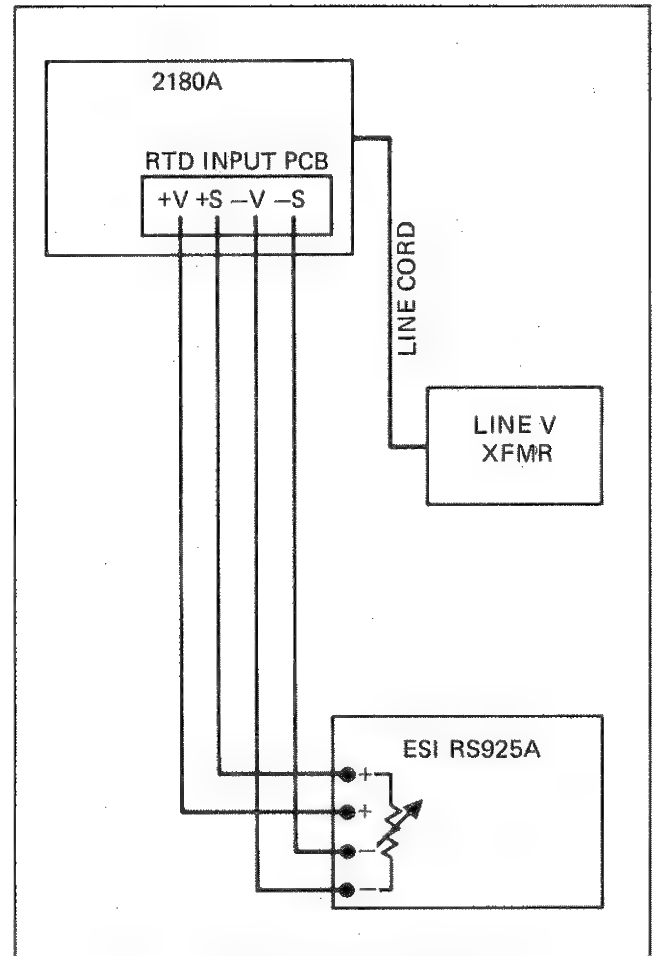 2180A
RTD INPUT PCB
+V +S –V –S
LINE CORD
LINE V
XFMR
ESI RS925A
+
+
–
–